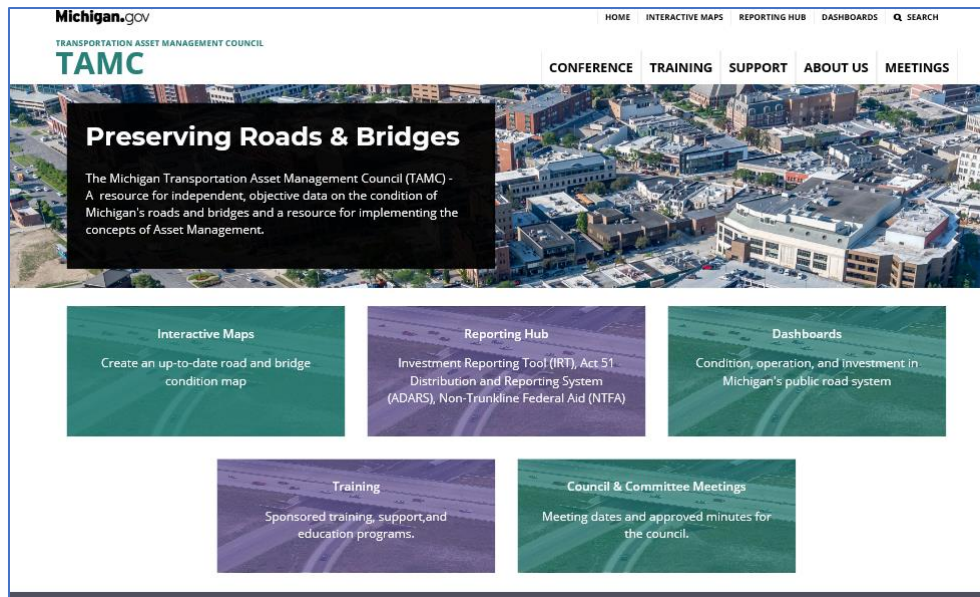 Michigan.gov
HOME INTERACTIVE MAPS REPORTING HUB DASHBOARDS SEARCH
TRANSPORTATION ASSET MANAGEMENT COUNCIL
TAMC
CONFERENCE TRAINING SUPPORT ABOUT US MEETINGS
Preserving Roads & Bridges
The Michigan Transportation Asset Management Council (TAMC) -
A resource for independent, objective data on the condition of
Michigan's roads and bridges and a resource for implementing the
concepts of Asset Management.
Interactive Maps
Create an up-to-date road and bridge
condition map
Reporting Hub
Investment Reporting Tool (IRT), Act 51
Distribution and Reporting System
(ADARS), Non-Trunkline Federal Aid (NTFA)
Dashboards
Condition, operation, and investment in
Michigan's public road system
Training
Sponsored training, support,and
education programs.
Council & Committee Meetings
Meeting dates and approved minutes for
the council.